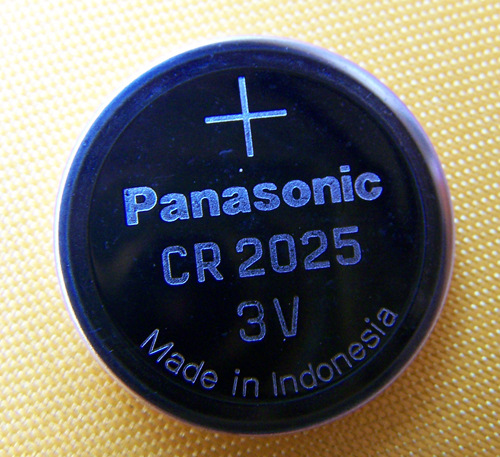 +
Panasonic
CR 2025
3V
Made in Indonesia